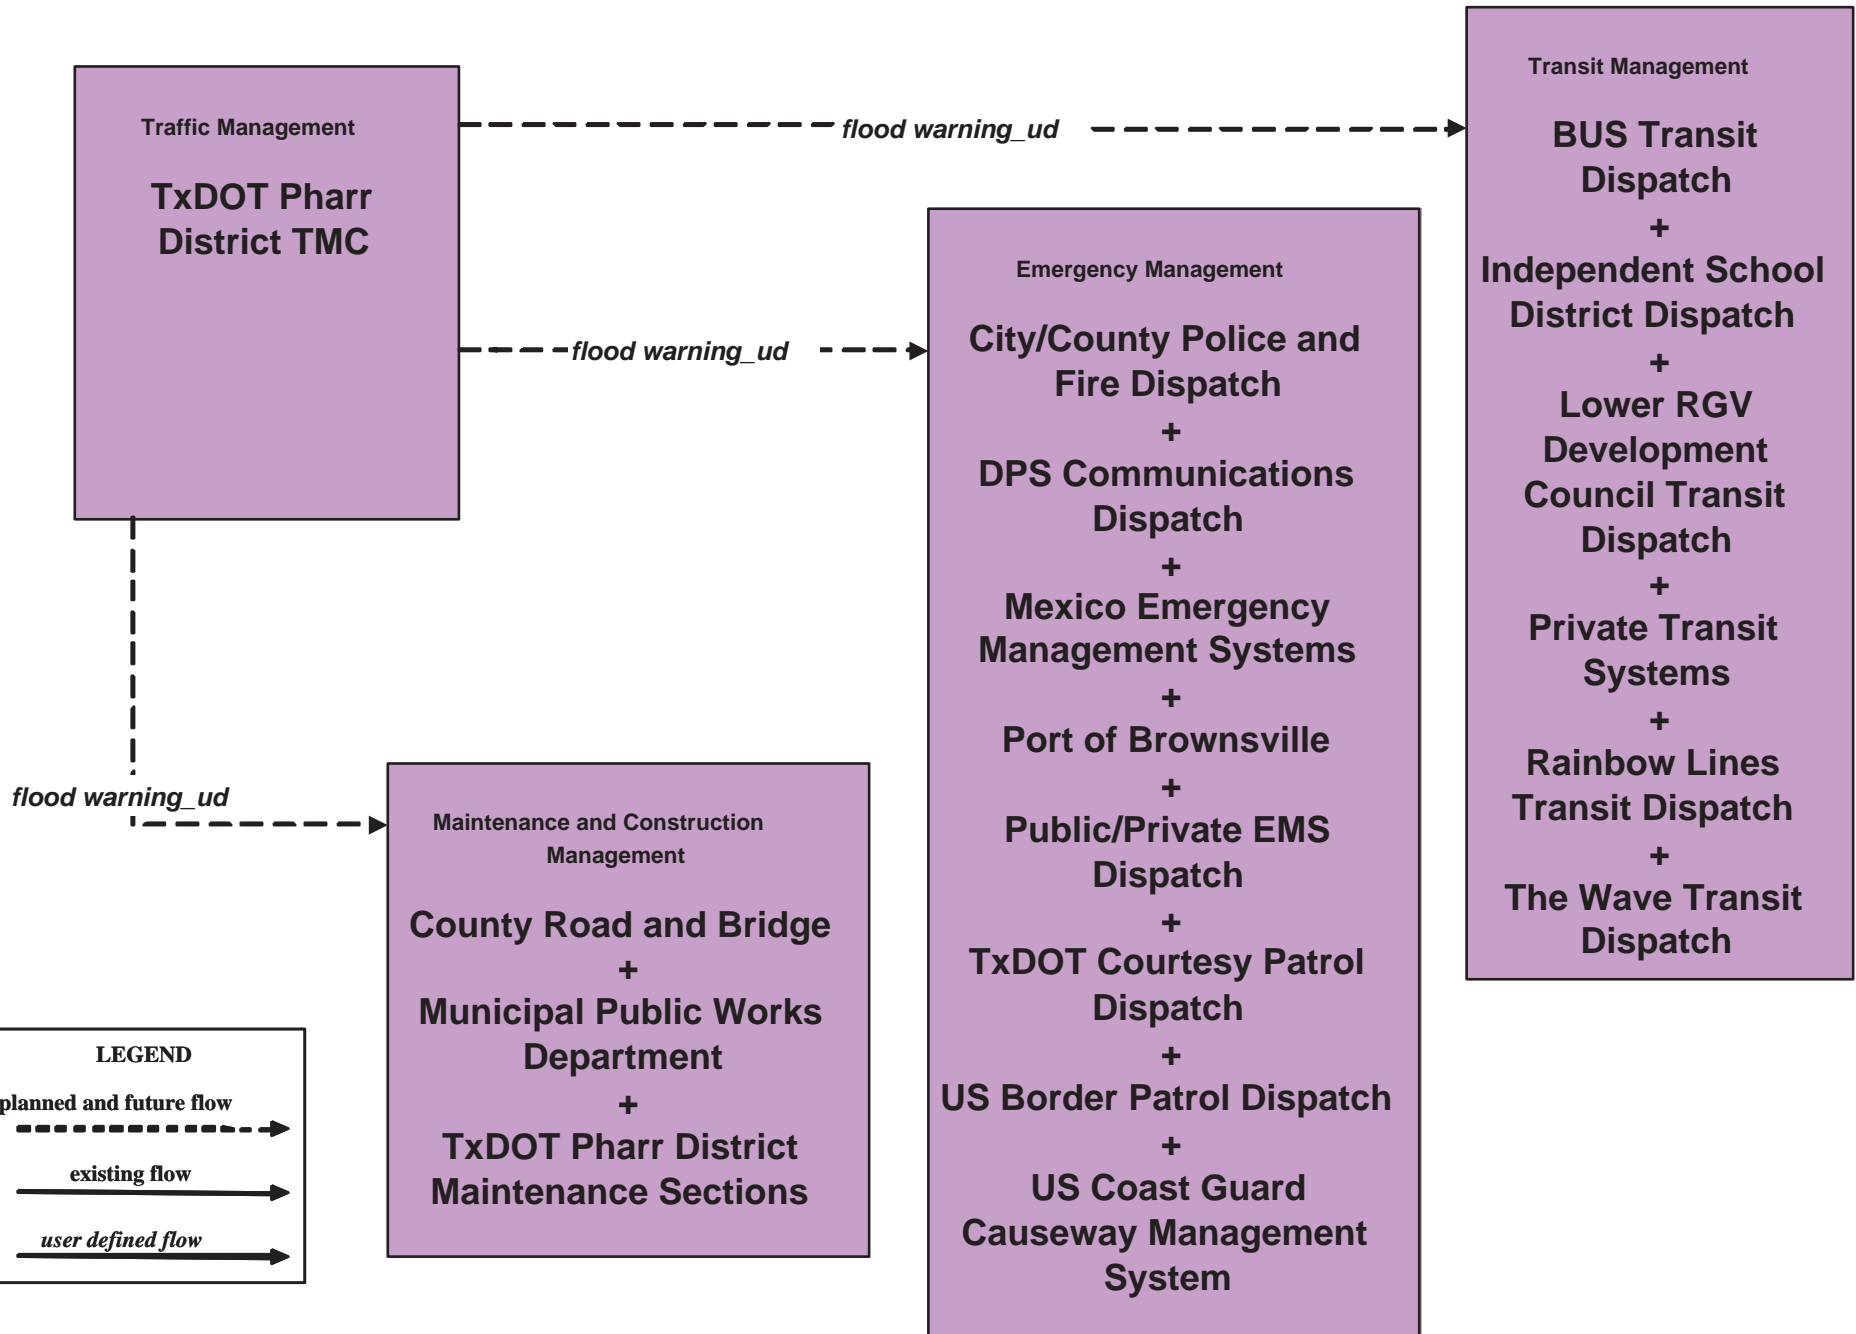 Traffic Management
TxDOT Pharr
District TMC
flood warning_ud
flood warning_ud
flood warning_ud
Transit Management
BUS Transit
Dispatch
+
Independent School
District Dispatch
+
Lower RGV
Development
Council Transit
Dispatch
+
Private Transit
Systems
+
Rainbow Lines
Transit Dispatch
+
The Wave Transit
Dispatch
Emergency Management
City/County Police and
Fire Dispatch
+
DPS Communications
Dispatch
+
Mexico Emergency
Management Systems
+
Port of Brownsville
+
Public/Private EMS
Dispatch
+
TxDOT Courtesy Patrol
Dispatch
+
US Border Patrol Dispatch
+
US Coast Guard
Causeway Management
System
Maintenance and Construction
Management
County Road and Bridge
+
Municipal Public Works
Department
+
TxDOT Pharr District
Maintenance Sections
LEGEND
planned and future flow
existing flow
user defined flow